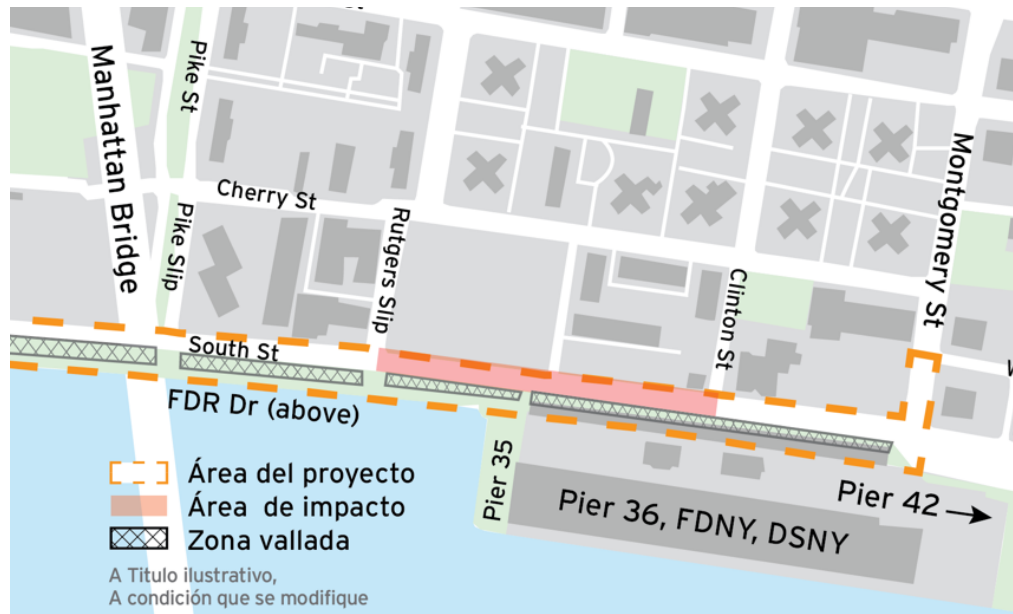 Manhattan Bridge
Pike St
Cherry St
Pike Slip
Rutgers Slip
Montgomery St
Clinton St
South St
FDR Dr (above)
Pier 35
Pier 36, FDNY, DSNY
Pier 42
Área del proyecto
Área de impacto
Zona vallada
A Titulo ilustrativo,
A condición que se modifique